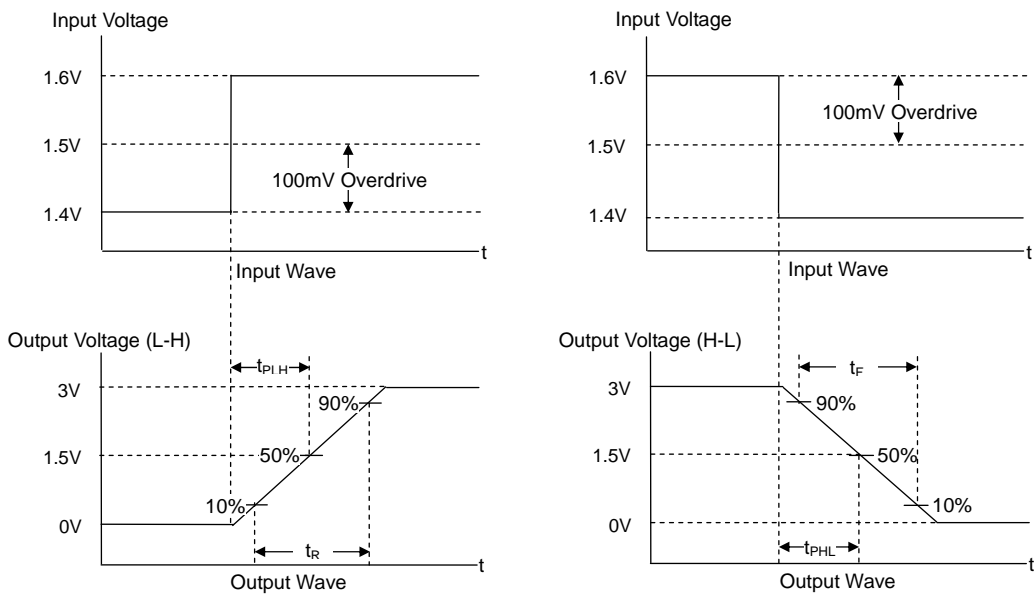 Input Voltage
1.6V
1.5V
100mV Overdrive
1.4V
t
Input Wave
Input Voltage
1.6V
100mV Overdrive
1.5V
1.4V
t
Input Wave
Output Voltage (L-H)
tPLH
3V
90%
1.5V
50%
10%
0V
tR
t
Output Wave
Output Voltage (H-L)
tF
3V
90%
1.5V
50%
10%
0V
tPHL
t
Output Wave